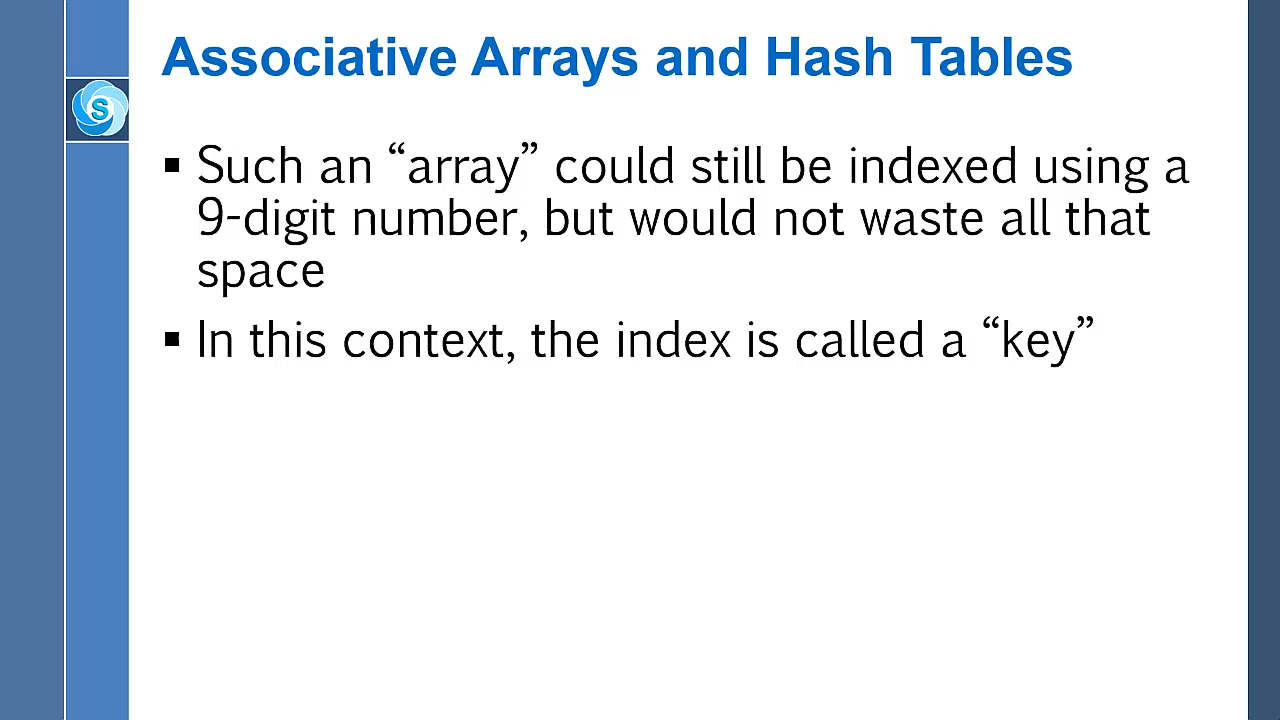 Associative Arrays and Hash Tables
S
▪ Such an “array” could still be indexed using a
9-digit number, but would not waste all that
space
▪ In this context, the index is called a “key”